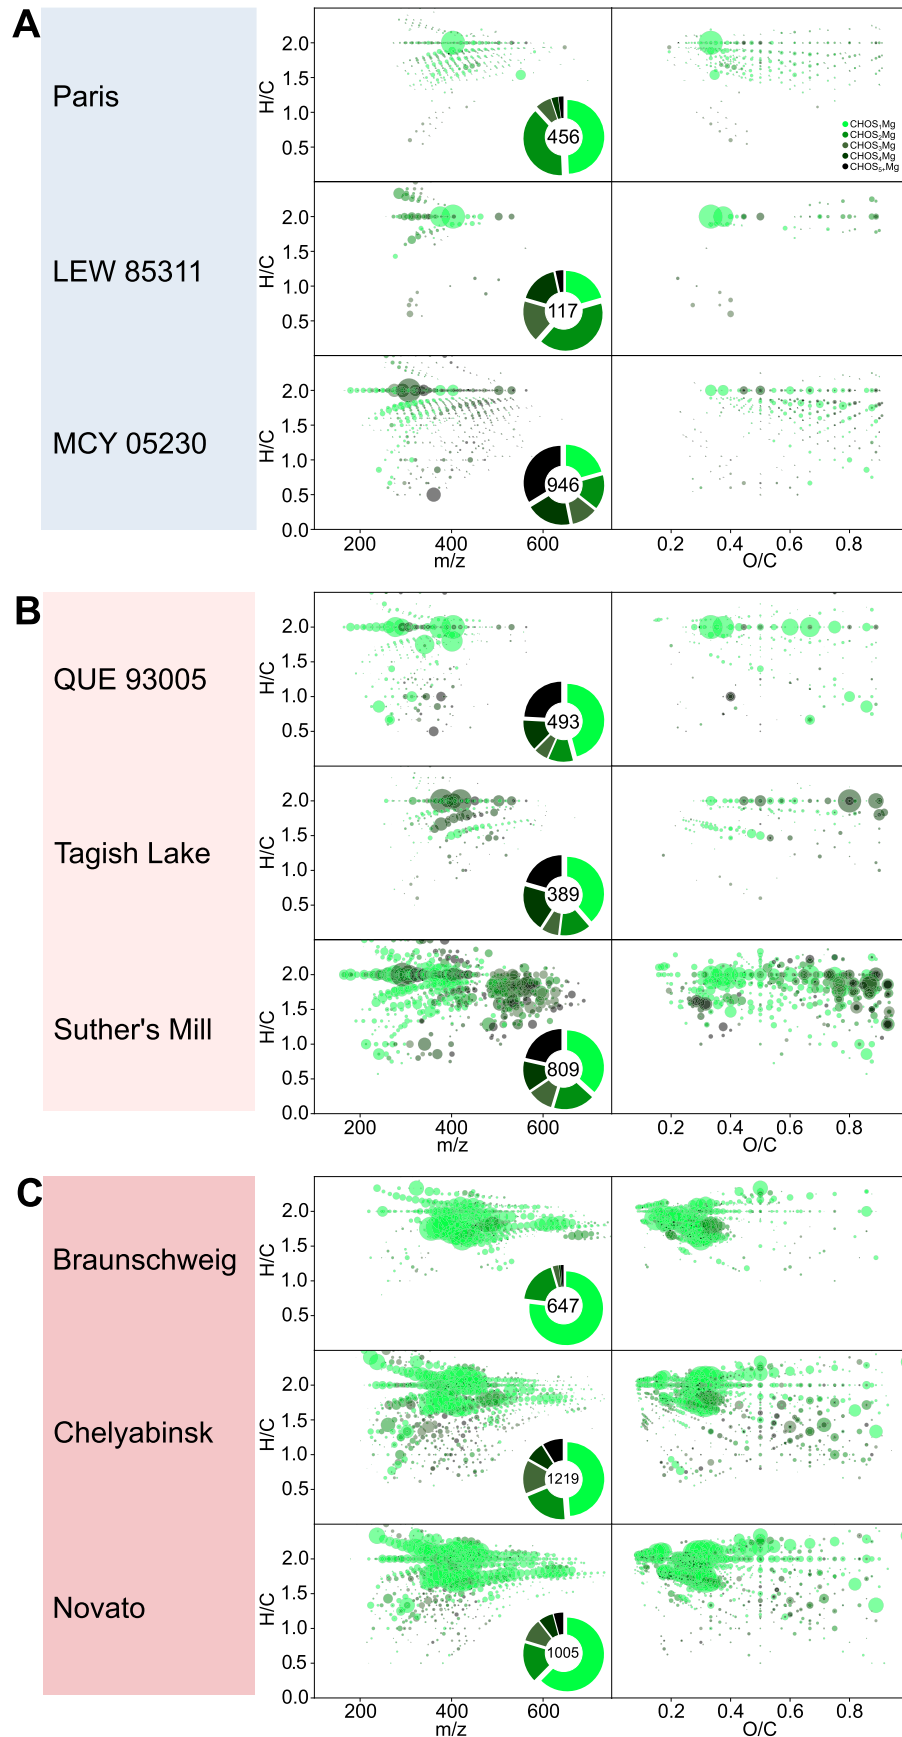 A
Paris
LEW 85311
MCY 05230
H/C
2.0
1.5
1.0
0.5
456
CHOS₁Mg
CHOS₂Mg
CHOS₃Mg
CHOS₄Mg
CHOS₅₊Mg
H/C
2.0
1.5
1.0
0.5
117
H/C
2.0
1.5
1.0
0.5
0.0
946
200 400 600
m/z
0.2 0.4 0.6 0.8
O/C
B
QUE 93005
Tagish Lake
Suther's Mill
H/C
2.0
1.5
1.0
0.5
493
H/C
2.0
1.5
1.0
0.5
389
H/C
2.0
1.5
1.0
0.5
0.0
809
200 400 600
m/z
0.2 0.4 0.6 0.8
O/C
C
Braunschweig
Chelyabinsk
Novato
H/C
2.0
1.5
1.0
0.5
647
H/C
2.0
1.5
1.0
0.5
1219
H/C
2.0
1.5
1.0
0.5
0.0
1005
200 400 600
m/z
0.2 0.4 0.6 0.8
O/C